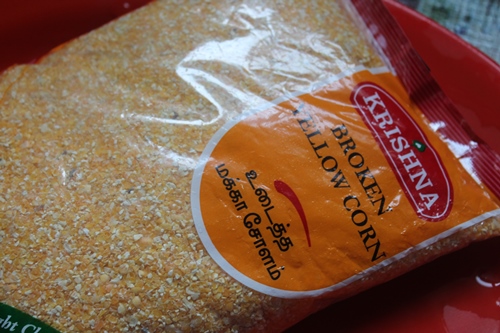 KRISHNA
BROKEN
YELLOW CORN
உடைத்த
மக்கா சோளம்